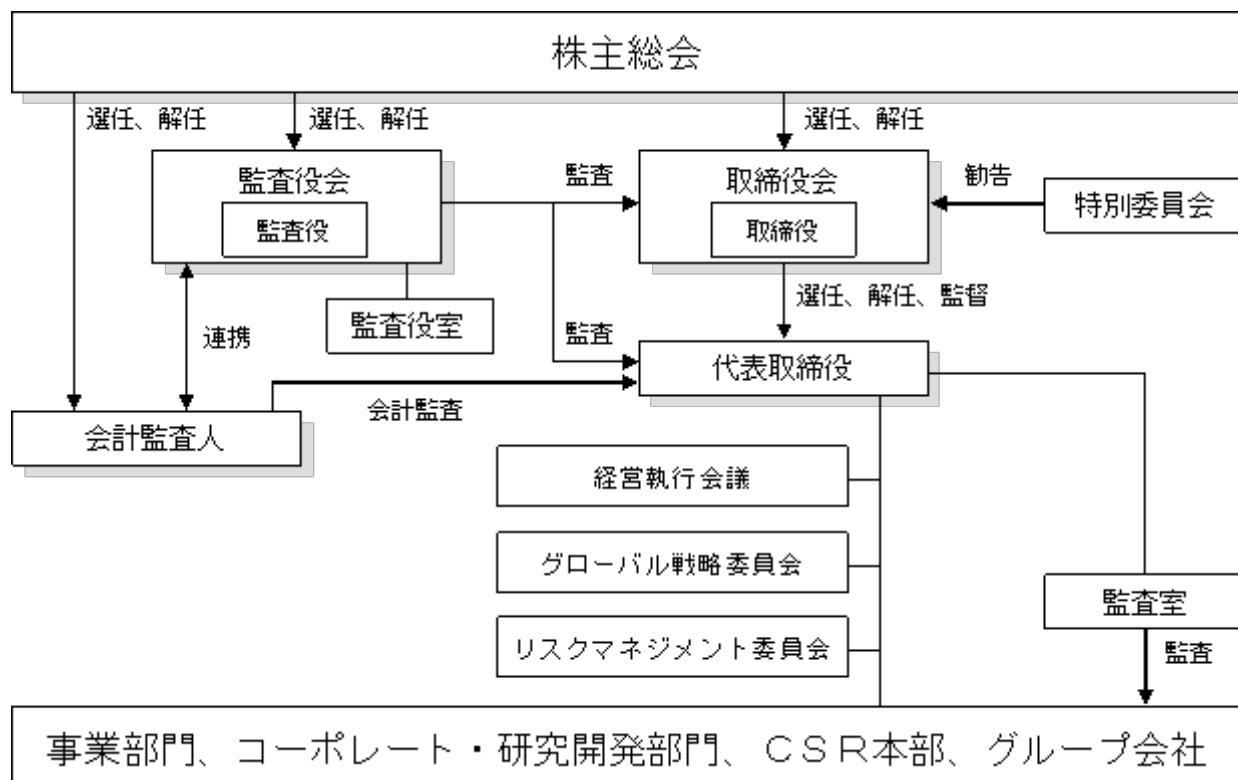 株主総会
選任、解任
選任、解任
選任、解任
監査役会
監査役
監査
取締役会
取締役
勧告
特別委員会
選任、解任、監督
監査役室
連携
監査
代表取締役
会計監査
会計監査人
経営執行会議
グローバル戦略委員会
監査室
リスクマネジメント委員会
監査
事業部門、コーポレート・研究開発部門、ＣＳＲ本部、グループ会社